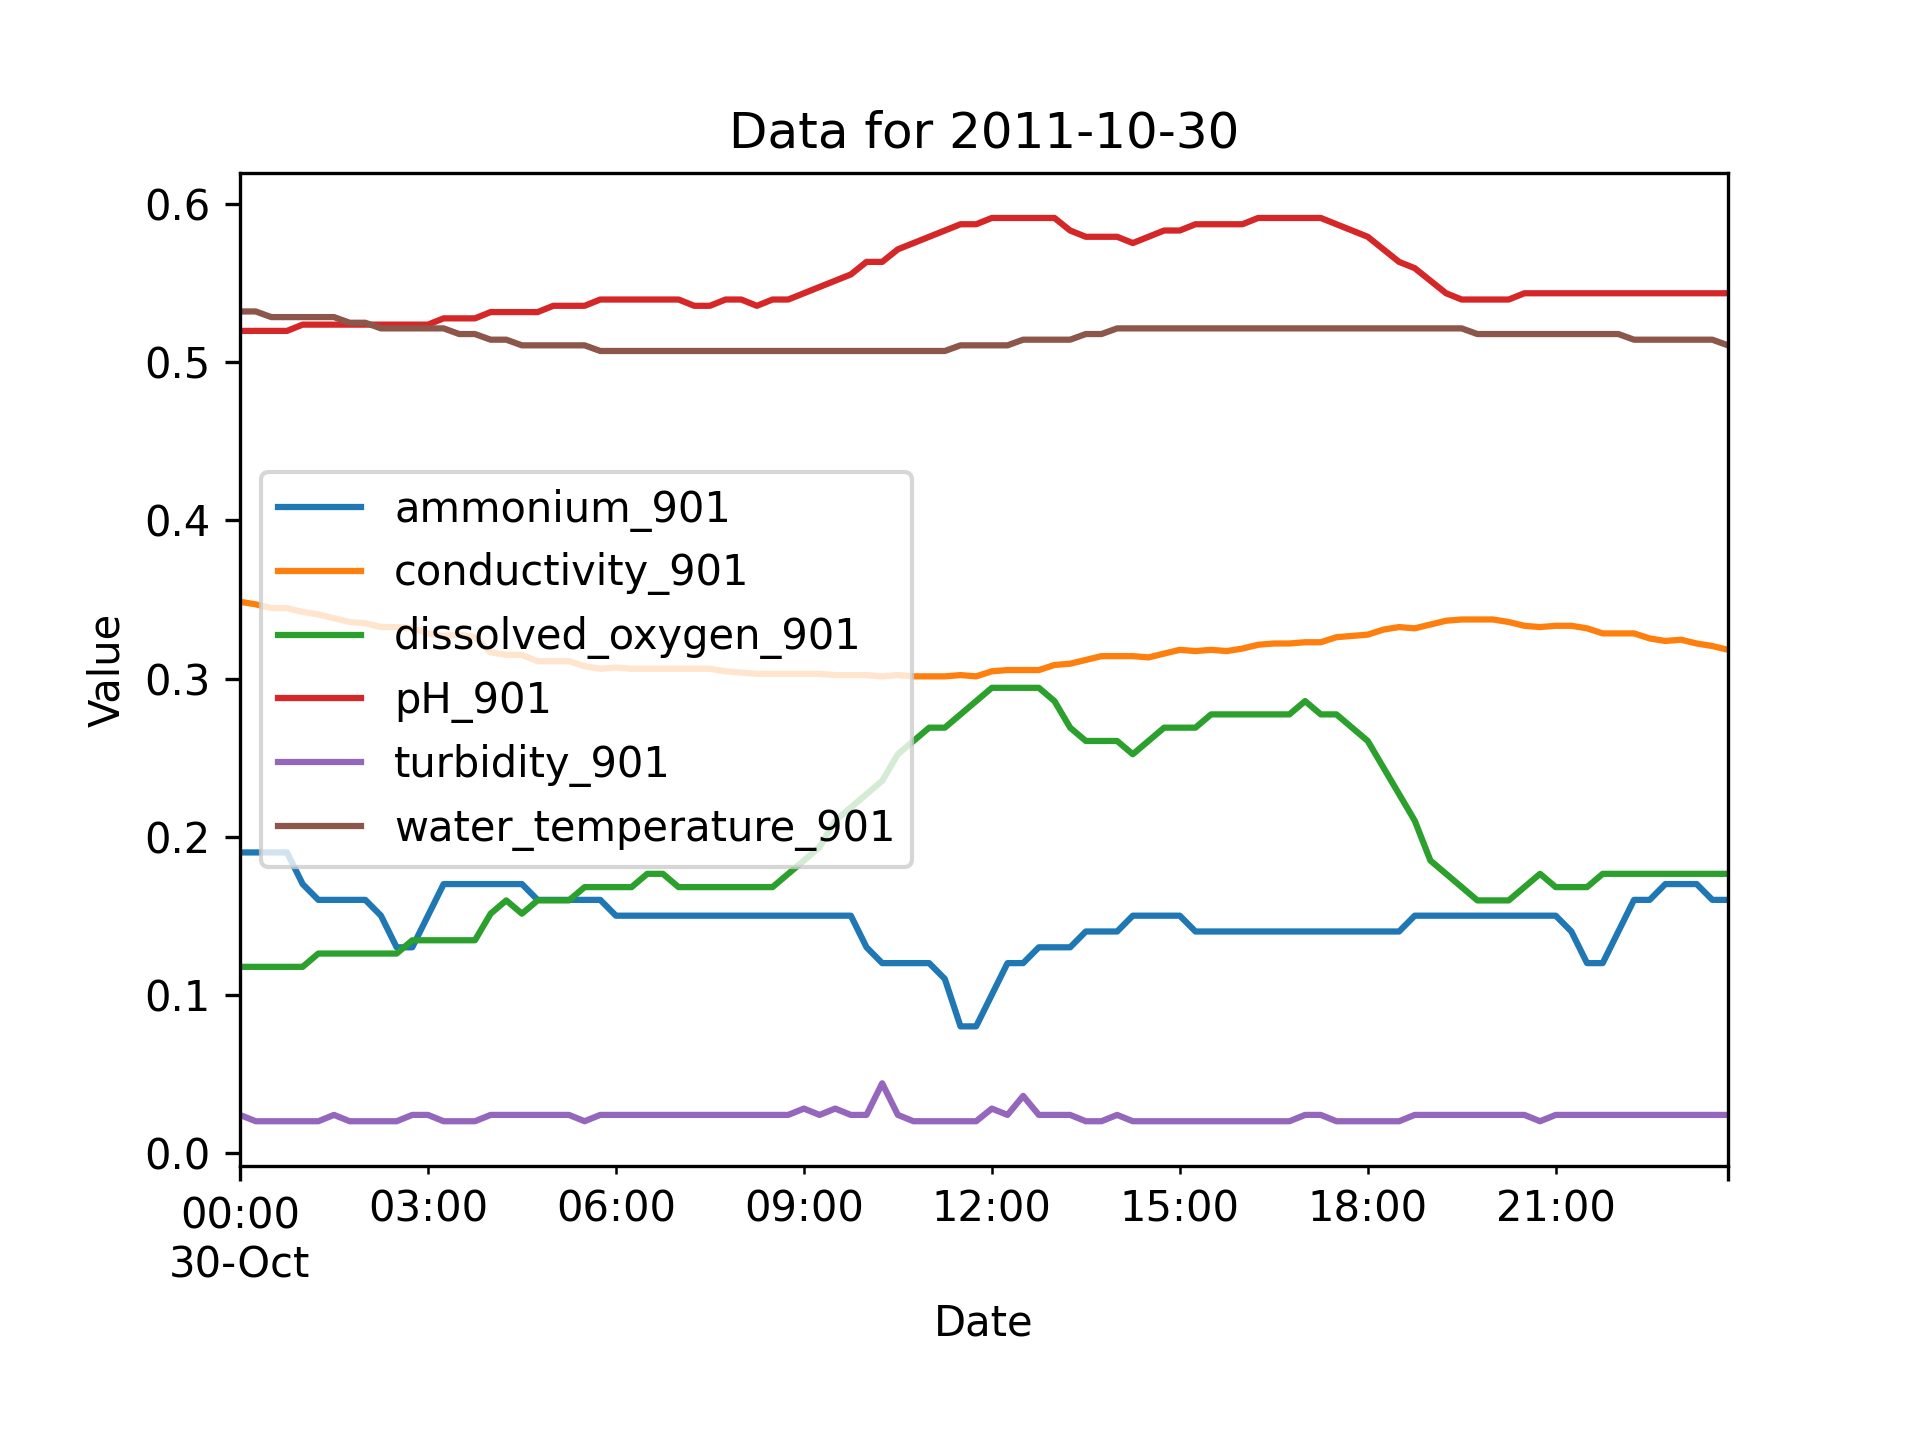 Data for 2011-10-30
0.6
0.5
0.4
0.3
0.2
0.1
0.0
Value
ammonium_901
conductivity_901
dissolved_oxygen_901
pH_901
turbidity_901
water_temperature_901
00:00 03:00 06:00 09:00 12:00 15:00 18:00 21:00
30-Oct
Date